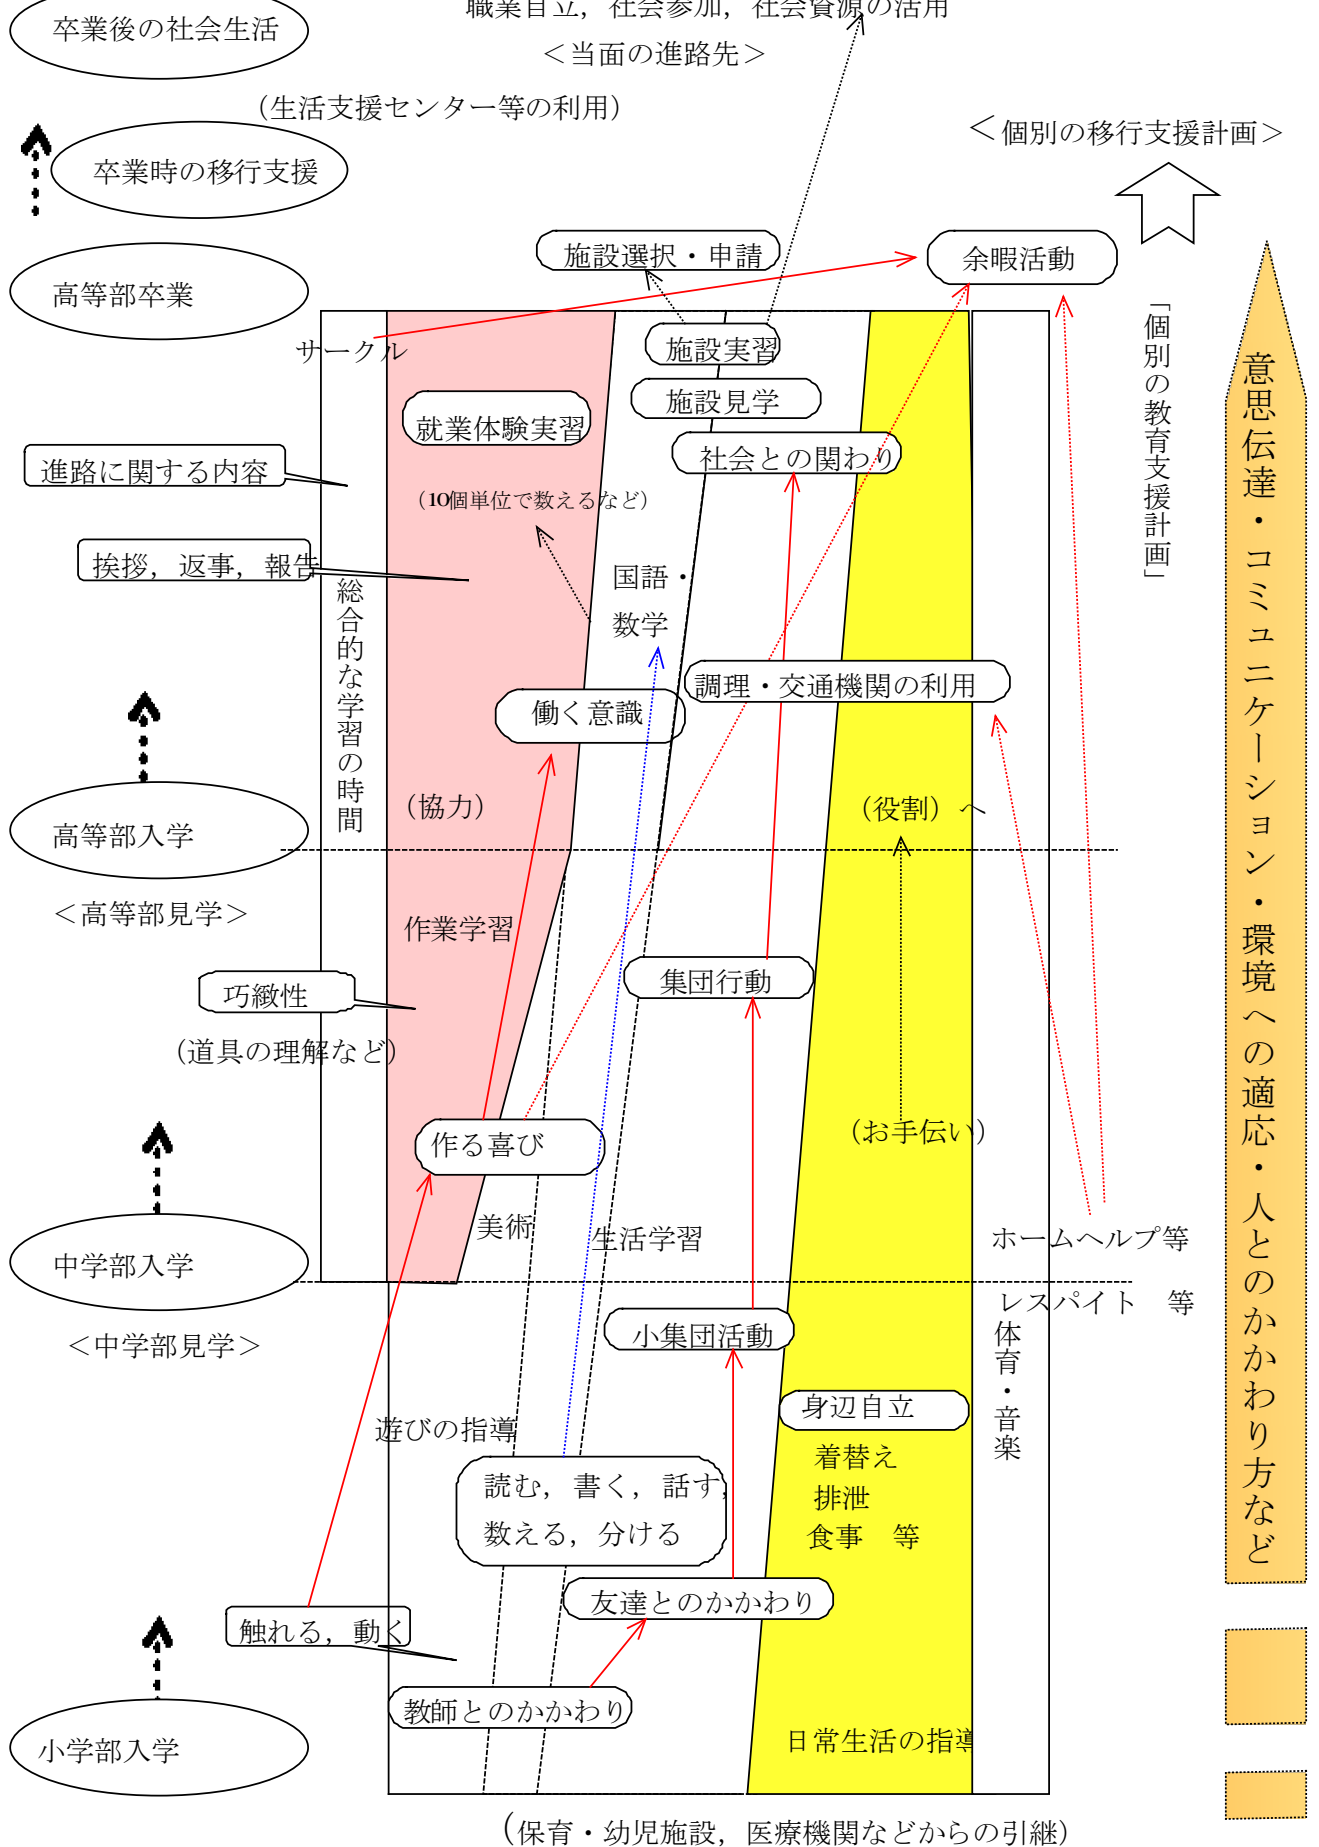 職業自立，社会参加，社会資源の活用
卒業後の社会生活
＜当面の進路先＞
（生活支援センター等の利用）
＜個別の移行支援計画＞
卒業時の移行支援
施設選択・申請
余暇活動
高等部卒業
「個別の教育支援計画」
サークル
施設実習
意思伝達・コミュニケーション・環境への適応・人とのかかわり方など
施設見学
就業体験実習
社会との関わり
進路に関する内容
（10個単位で数えるなど）
挨拶，返事，報告
国語・
数学
総合的な学習の時間
調理・交通機関の利用
働く意識
（協力）
（役割）へ
高等部入学
＜高等部見学＞
作業学習
集団行動
巧緻性
（道具の理解など）
作る喜び
（お手伝い）
美術
生活学習
ホームヘルプ等
中学部入学
レスパイト　等
小集団活動
＜中学部見学＞
体育・音楽
身辺自立
遊びの指導
着替え
排泄
食事　等
読む，書く，話す，
数える，分ける
友達とのかかわり
触れる，動く
教師とのかかわり
小学部入学
日常生活の指導
（保育・幼児施設，医療機関などからの引継）